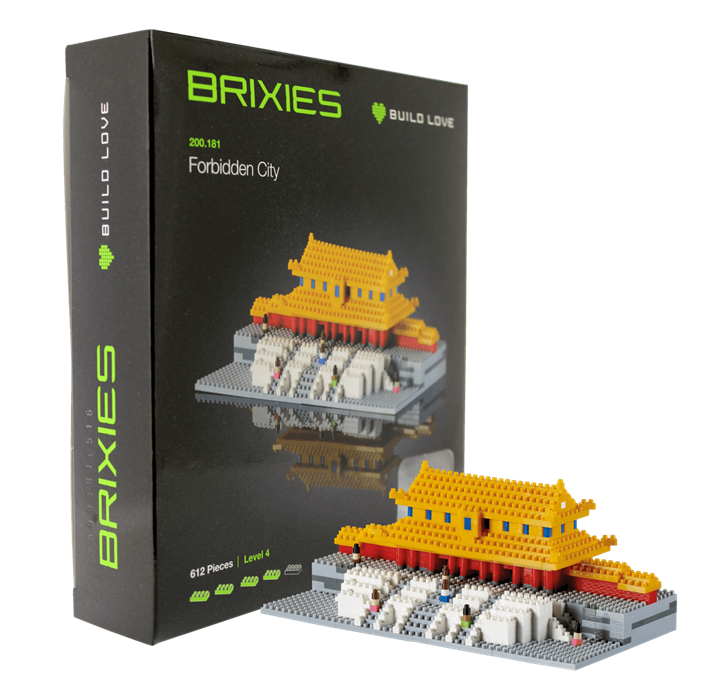 BRIXIES
BUILD LOVE
200.181
Forbidden City
612 Pieces | Level 4
BUILD LOVE
BRIXIES